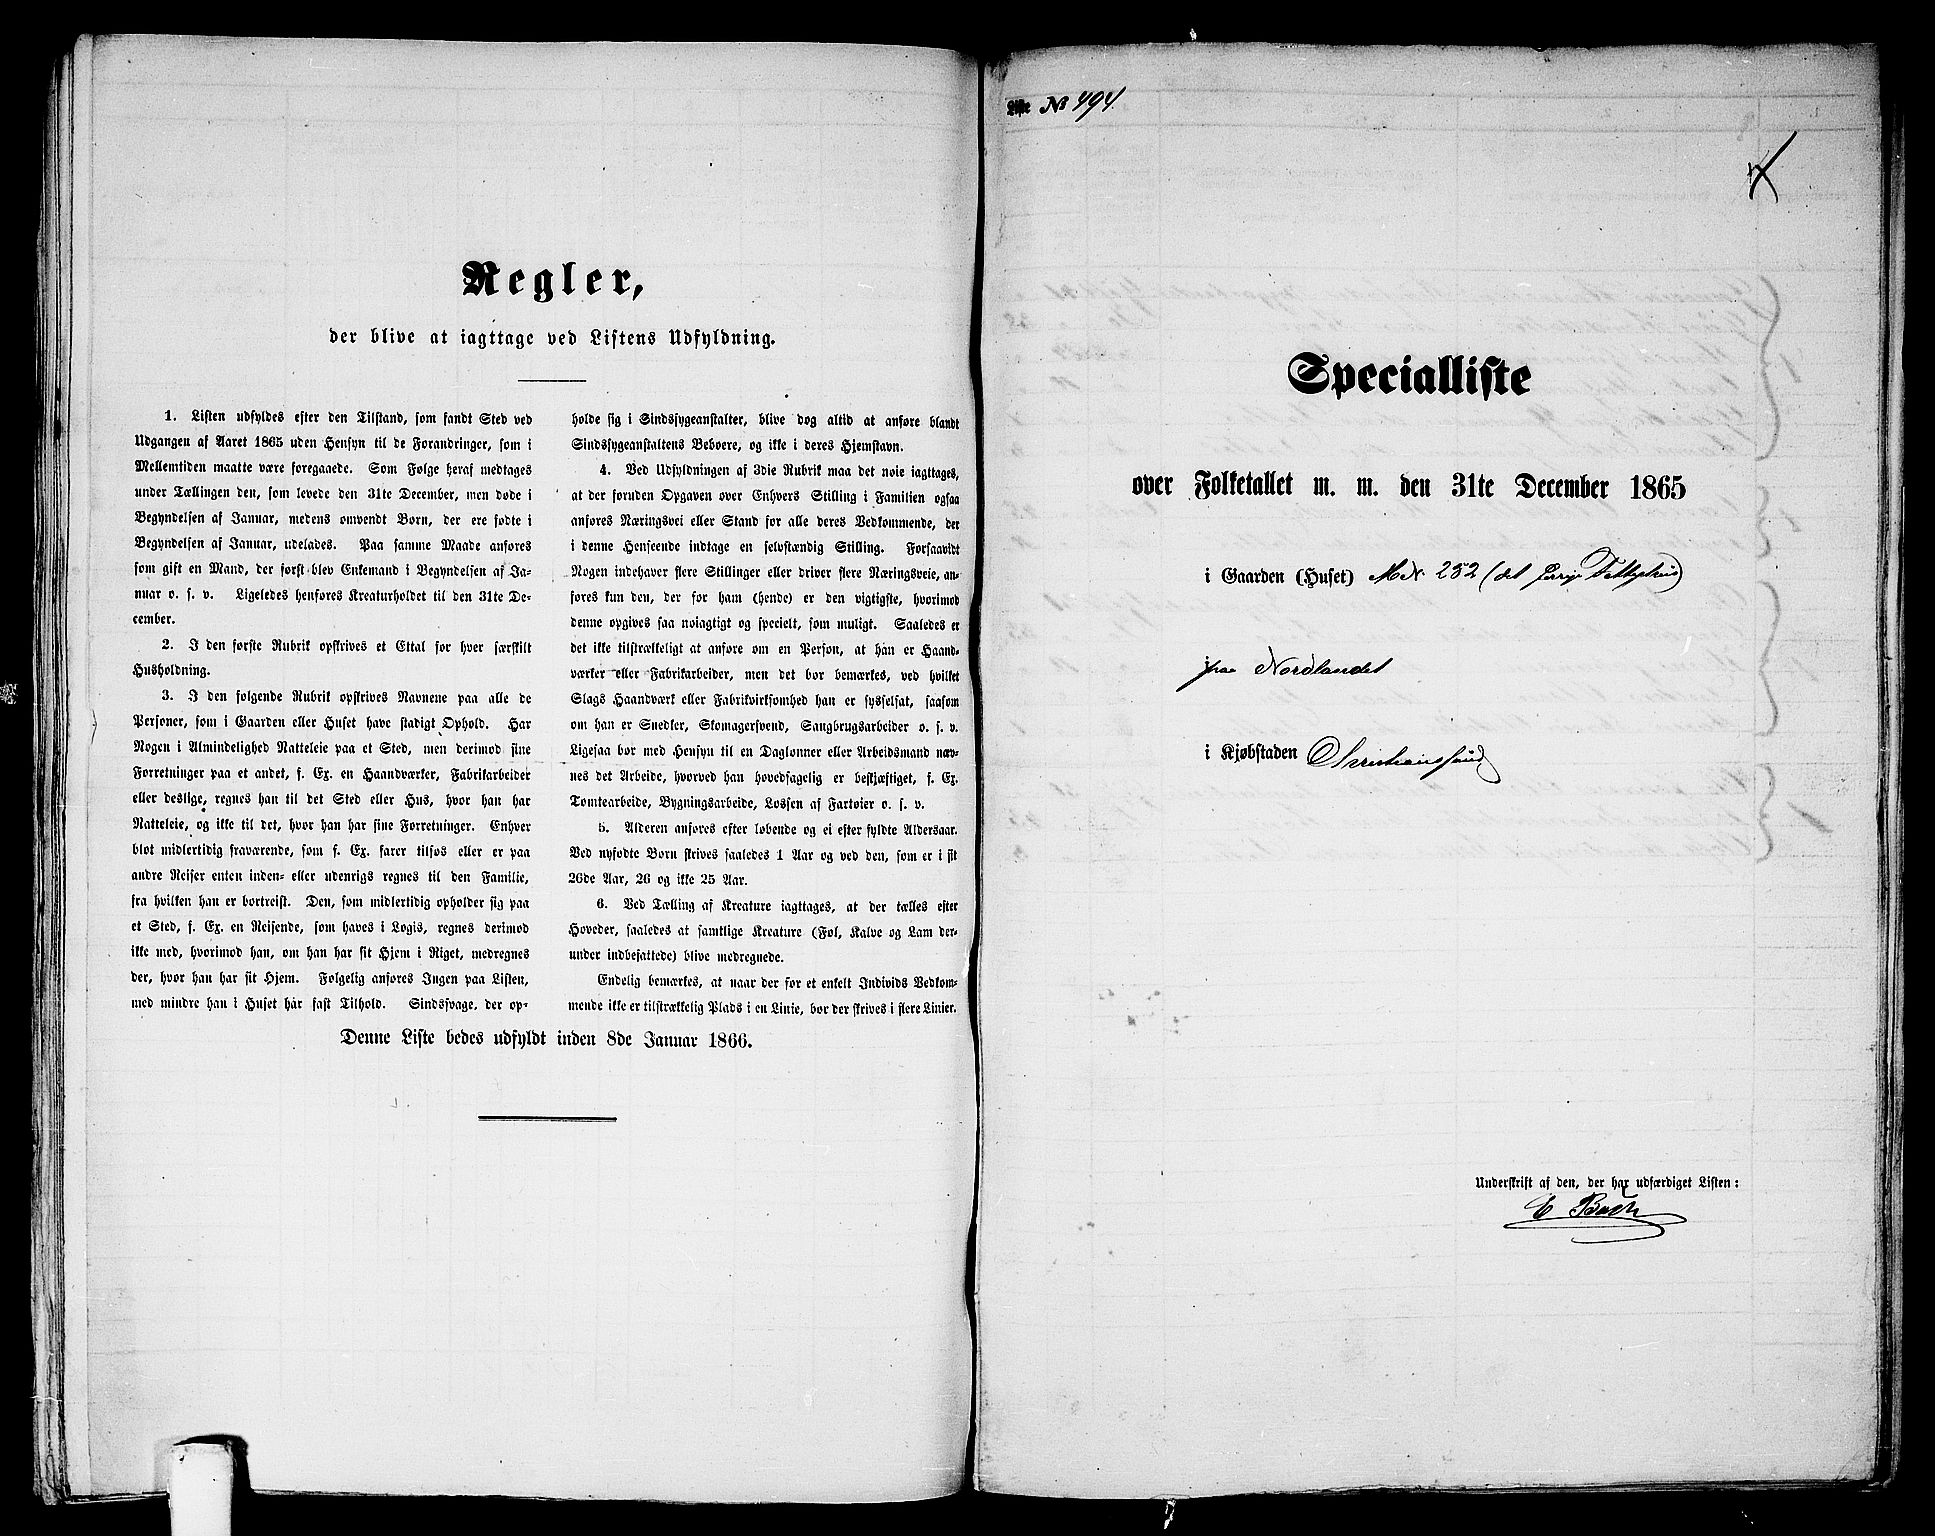 Regler,
der blive at iagttage ved Listens Udfyldning.
1. Listen udfyldes efter den Tilstand, som fandt Sted ved
Udgangen af Aaret 1865 uden Hensyn til de Forandringer, som i
Mellemtiden maatte være foregaaede. Som Følge heraf medtages
under Tællingen den, som levede den 31te December, men døde i
Begyndelsen af Januar, medens omvendt Børn, der ere fødte i
Begyndelsen af Januar, udelades. Paa samme Maade anføres
som gift en Mand, der først blev Enkemand i Begyndelsen af Ja-
nuar o. s. v. Ligeledes henføres Kreaturholdet til den 31te De-
cember.
2. I den første Rubrik opskrives et Ettal for hver særskilt
Husholdning.
3. I den følgende Rubrik opskrives Navnene paa alle de
Personer, som i Gaarden eller Huset have stadigt Ophold. Har
Nogen i Almindelighed Natteleie paa et Sted, men derimod sine
Forretninger paa et andet, f. Ex. en Haandværker, Fabrikarbeider
eller deslige, regnes han til det Sted eller Hus, hvor han har
Natteleie, og ikke til det, hvor han har sine Forretninger. Enhver
blot midlertidig fraværende, som f. Ex. farer tilsøs eller er paa
andre Reiser enten inden- eller udenrigs regnes til den Familie,
fra hvilken han er bortreist. Den, som midlertidig opholder sig paa
et Sted, f. Ex. en Reisende, som haves i Logis, regnes derimod
ikke med, hvorimod han, om han har sit Hjem i Riget, medregnes
der, hvor han har sit Hjem. Følgelig anføres Ingen paa Listen,
med mindre han i Huset har fast Tilhold. Sindssvage, der op-
holde sig i Sindssygeanstalter, blive dog altid at anføre blandt
Sindssygeanstaltens Beboere, og ikke i deres Hjemstavn.
4. Ved Udfyldningen af 3die Rubrik maa det nøie iagttages,
at der foruden Opgaven over Enhvers Stilling i Familien ogsaa
anføres Næringsvei eller Stand for alle deres Vedkommende, der
i denne Henseende indtage en selvstændig Stilling. Forsaavidt
Nogen indehaver flere Stillinger eller driver flere Næringsveie, an-
føres kun den, der for ham (hende) er den vigtigste, hvorimod
denne opgives saa nøiagtigt og specielt, som muligt. Saaledes er
det ikke tilstrækkeligt at anføre om en Person, at han er Haand-
værker eller Fabrikarbeider, men det bør bemærkes, ved hvilket
Slags Haandværk eller Fabrikvirksomhed han er sysselsat, saasom
om han er Snedker, Skomagersvend, Saugbrugsarbeider o. s. v.
Ligesaa bør med Hensyn til en Dagløner eller Arbeidsmand næv-
nes det Arbeide, hvorved han hovedsagelig er beskjæftiget, f. Ex.
Tomtearbeide, Bygningsarbeide, Lossen af Fartøier o. s. v.
5. Alderen anføres efter løbende og ei efter fyldte Aldersaar.
Ved nyfødte Børn skrives saaledes 1 Aar og ved den, som er i sit
26de Aar, 26 og ikke 25 Aar.
6. Ved Tælling af Kreature iagttages, at der tælles efter
Hoveder, saaledes at samtlige Kreature (Føl, Kalve og Lam der-
under indbefattede) blive medregnede.
Endelig bemærkes, at naar der for et enkelt Individs Vedkom-
mende ikke er tilstrækkelig Plads i en Linie, bør der skrives i flere Linier.
Denne Liste bedes udfyldt inden 8de Januar 1866.
Liste № 494
Specialliste
over Folketallet m. m. den 31te December 1865
i Gaarden (Huset) M N. 252 (det
paa Nordlandet
i Kjøbstaden Christianssund
Underskrift af den, der har udfærdiget Listen:
E Bach